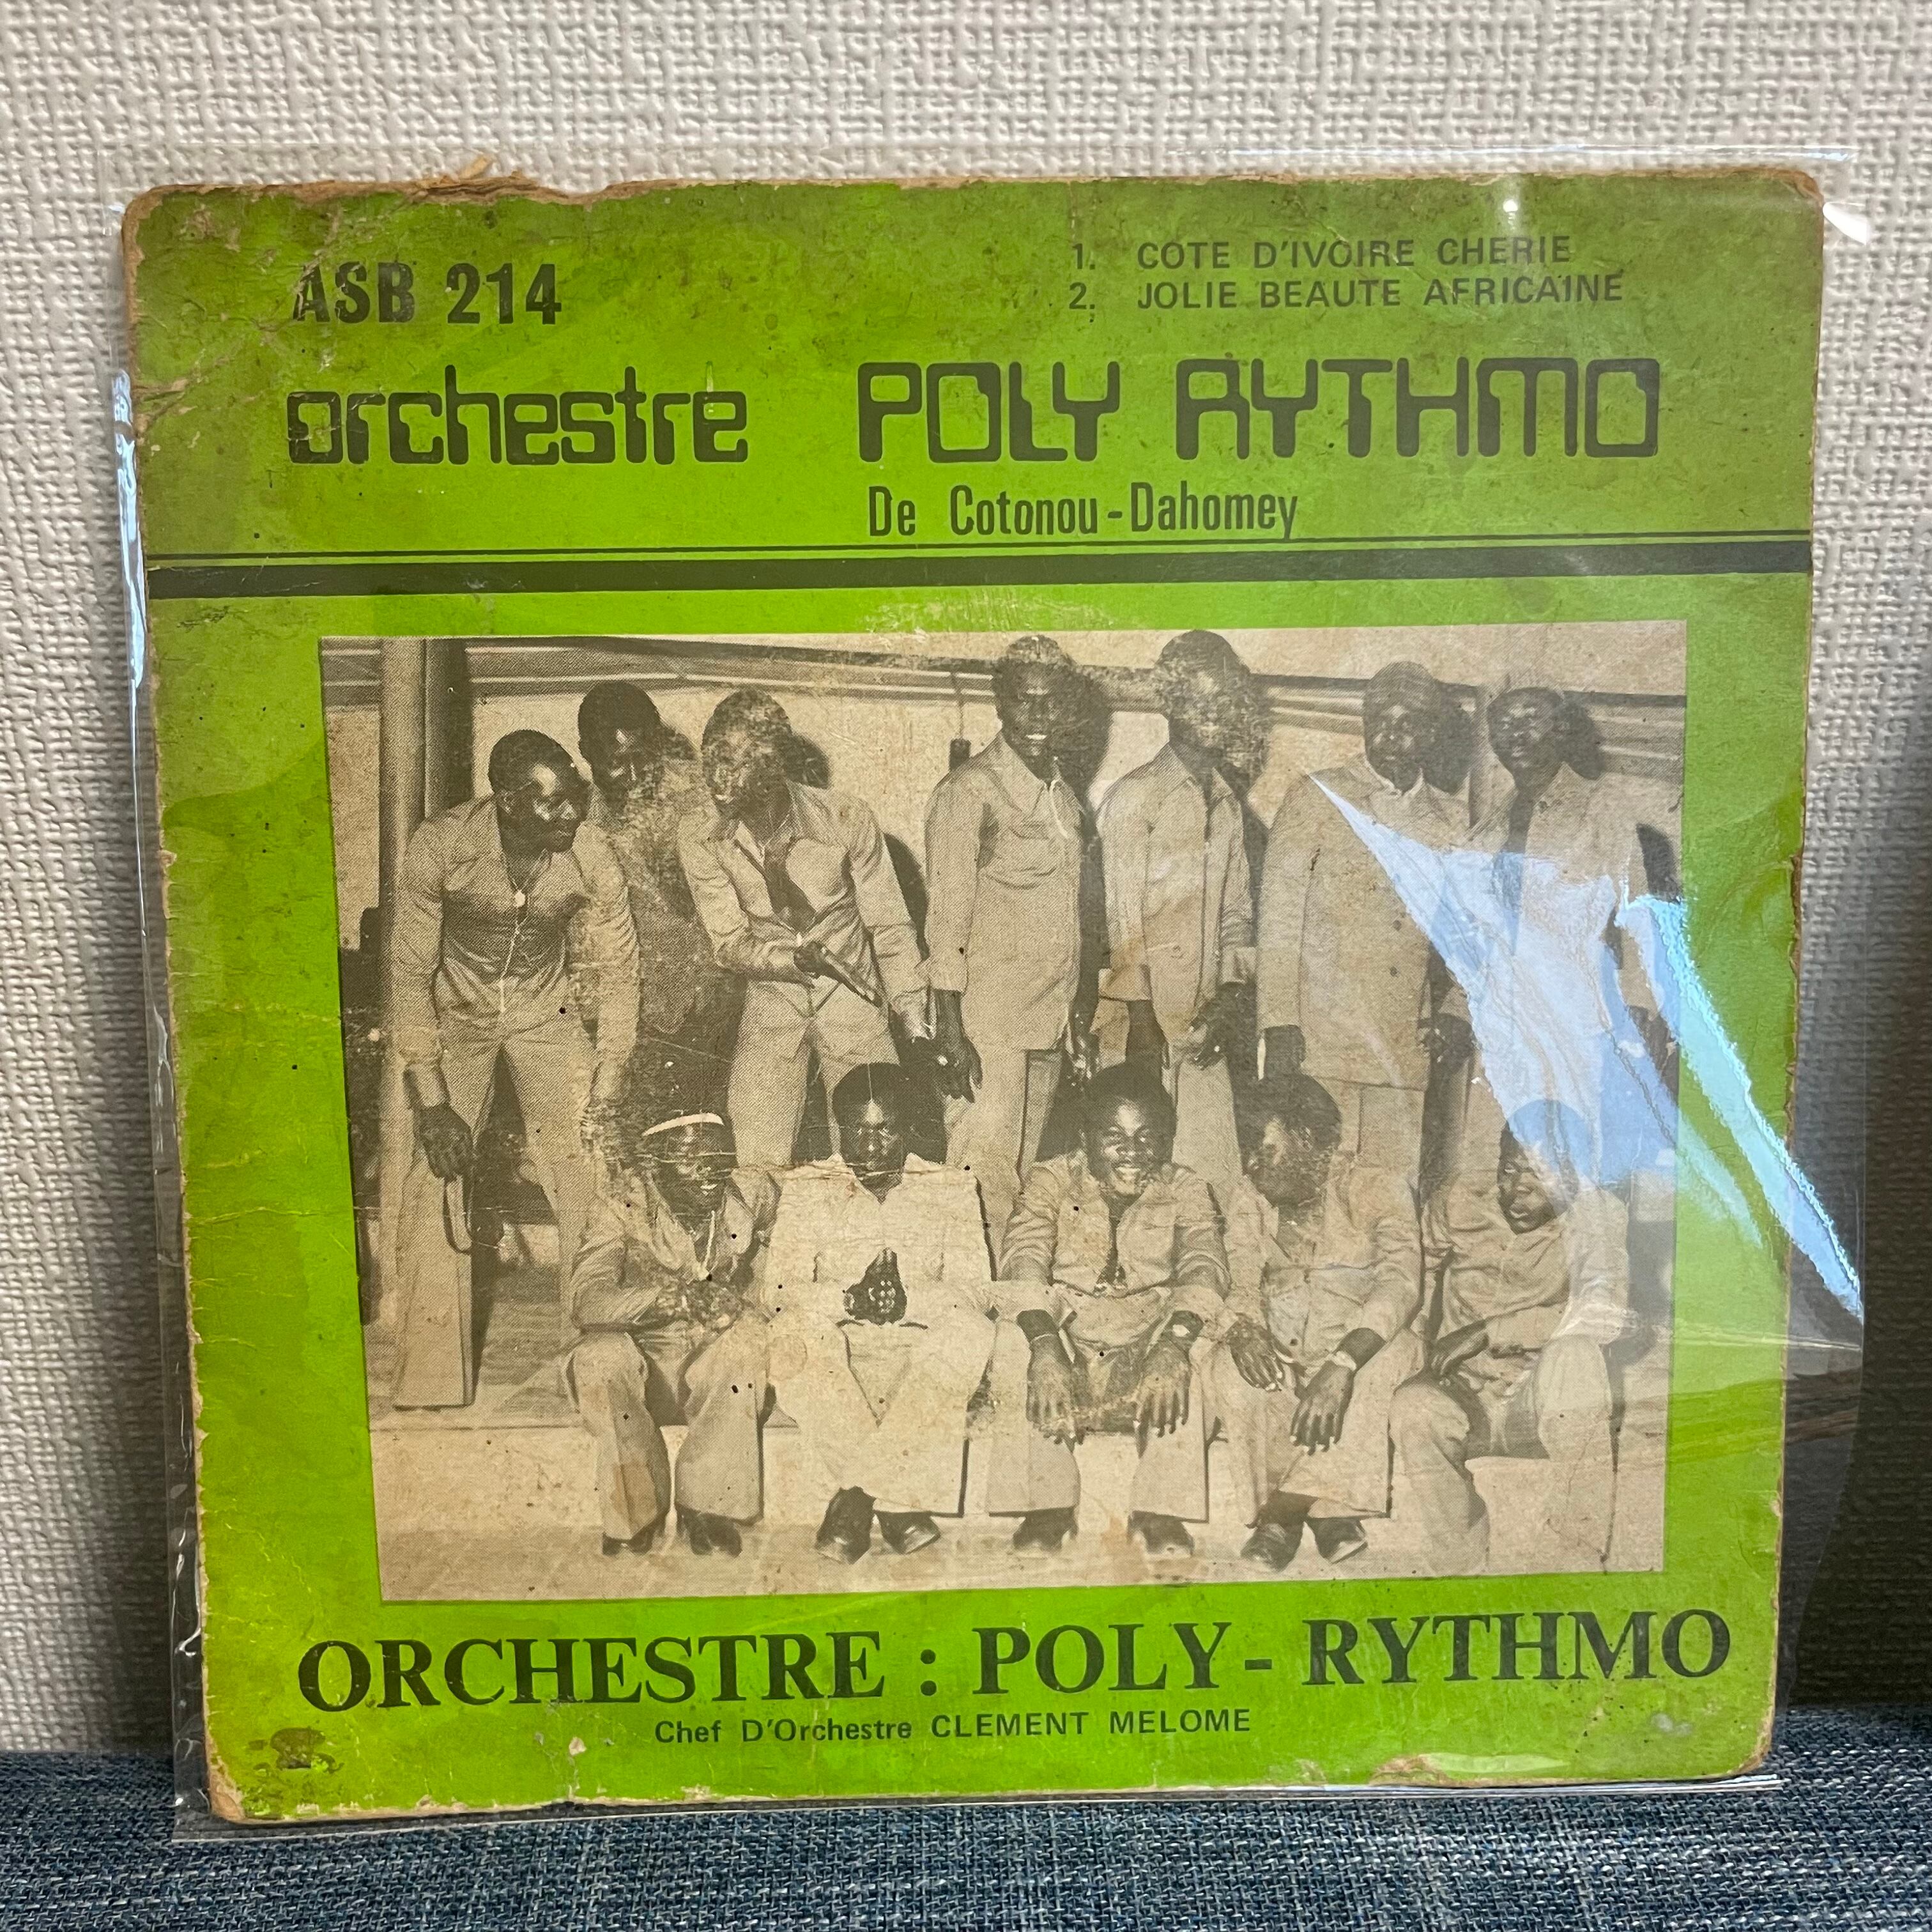 ASB 214
1. COTE D'IVOIRE CHERIE
2. JOLIE BEAUTE AFRICAINE
orchestre POLY RYTHMO
De Cotonou-Dahomey
ORCHESTRE : POLY - RYTHMO
Chef D'Orchestre CLEMENT MELOME